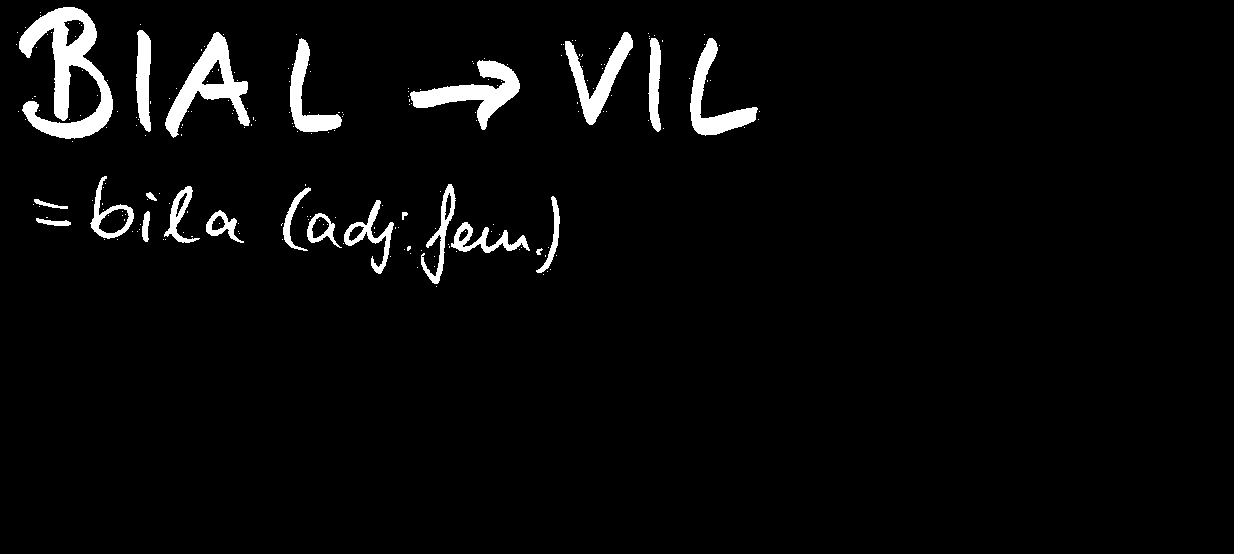 BIAL → VIL
= bila (adj. fem.)